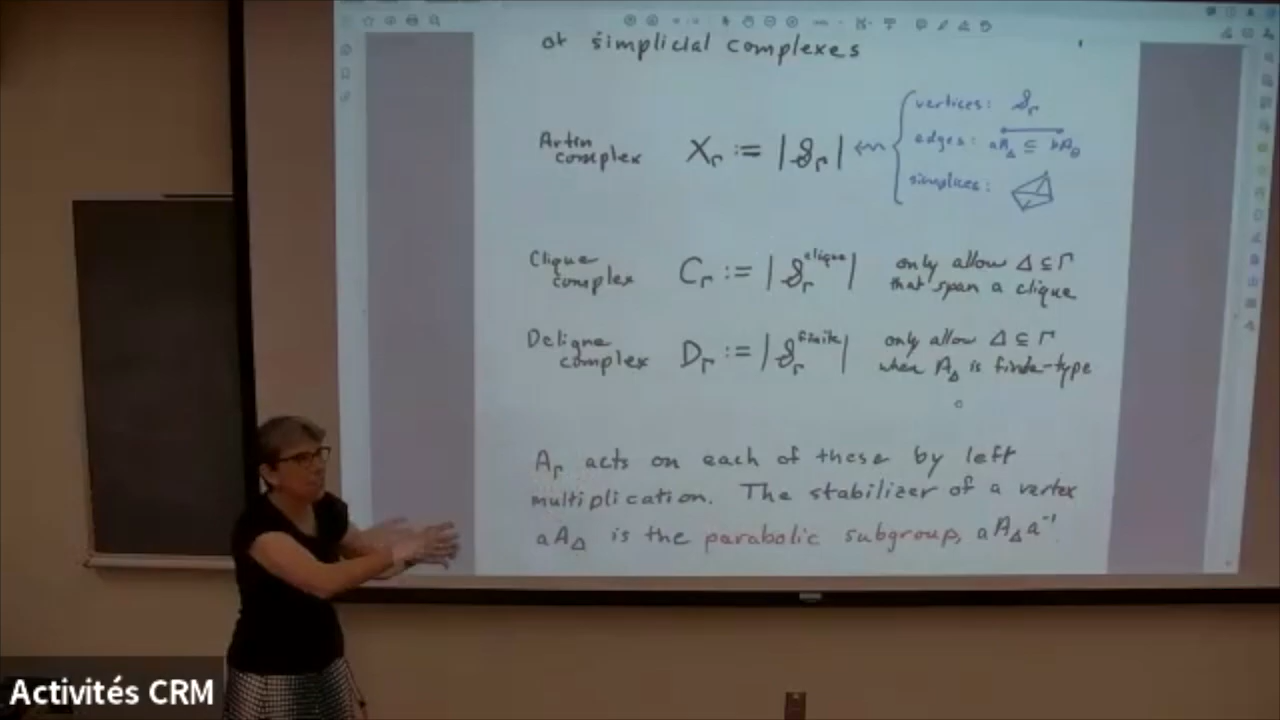 of simplicial complexes
Artin complex X_Γ := |𝒮_Γ|
vertices: 𝒮_Γ
edges: aA_Δ ⊆ bA_Θ
simplices:
Clique complex C_Γ := |𝒮_Γ^clique| only allow Δ ⊆ Γ
that span a clique
Deligne complex D_Γ := |𝒮_Γ^finite| only allow Δ ⊆ Γ
when A_Δ is finite-type
A_Γ acts on each of these by left
multiplication. The stabilizer of a vertex
aA_Δ is the parabolic subgroup, aA_Δa⁻¹.
Activités CRM